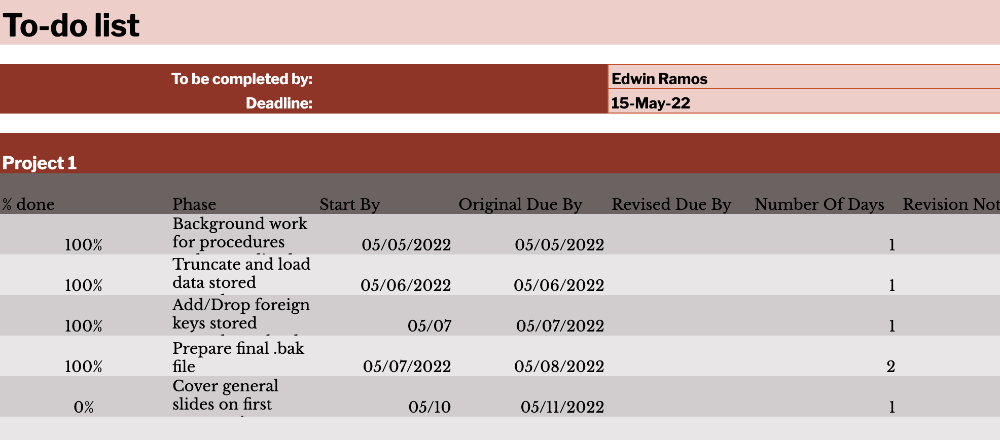 To-do list
To be completed by: Edwin Ramos
Deadline: 15-May-22
Project 1
% done Phase Start By Original Due By Revised Due By Number Of Days Revision
Background work
for procedures
100% 05/05/2022 05/05/2022 1
Truncate and load
data stored
100% 05/06/2022 05/06/2022 1
Add/Drop foreign
keys stored
100% 05/07 05/07/2022 1
Prepare final .bak
100% file 05/07/2022 05/08/2022 2
Cover general
slides on first
0% 05/10 05/11/2022 1